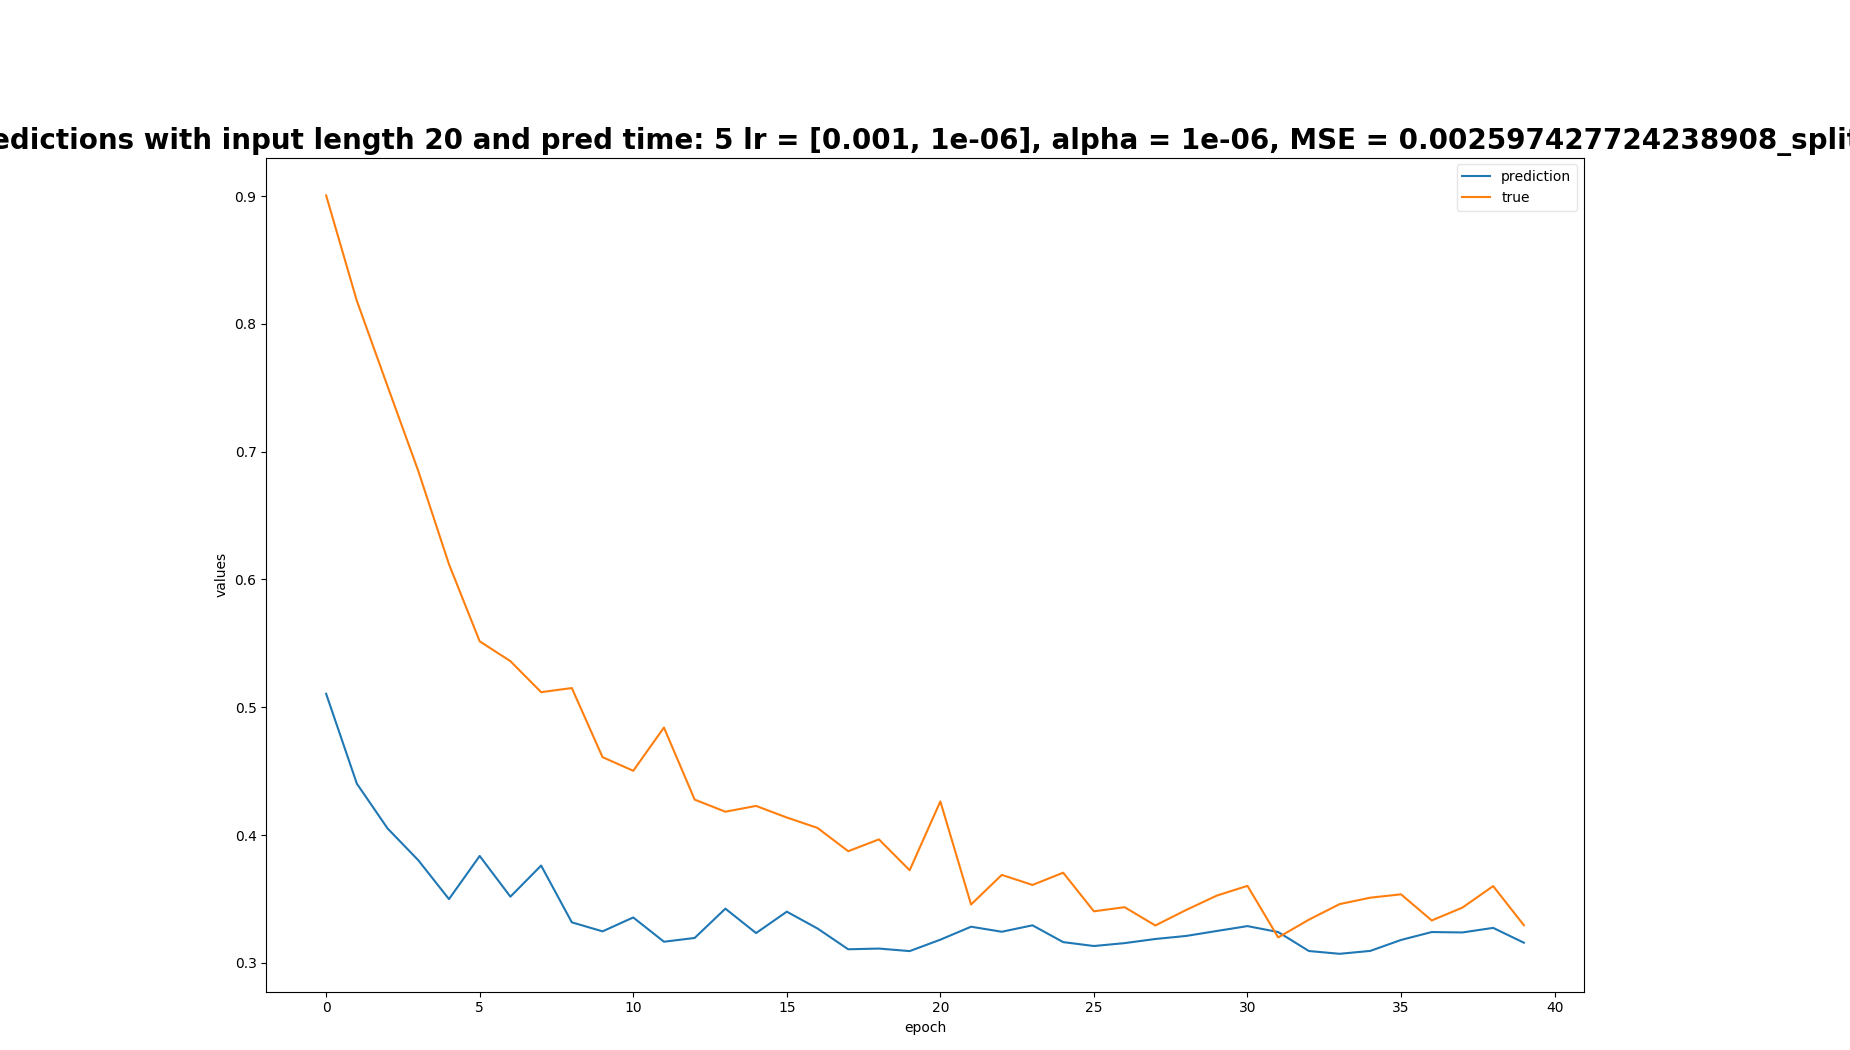 edictions with input length 20 and pred time: 5 lr = [0.001, 1e-06], alpha = 1e-06, MSE = 0.002597427724238908_split
prediction
true
0.9
0.8
0.7
0.6
0.5
0.4
0.3
values
0 5 10 15 20 25 30 35 40
epoch